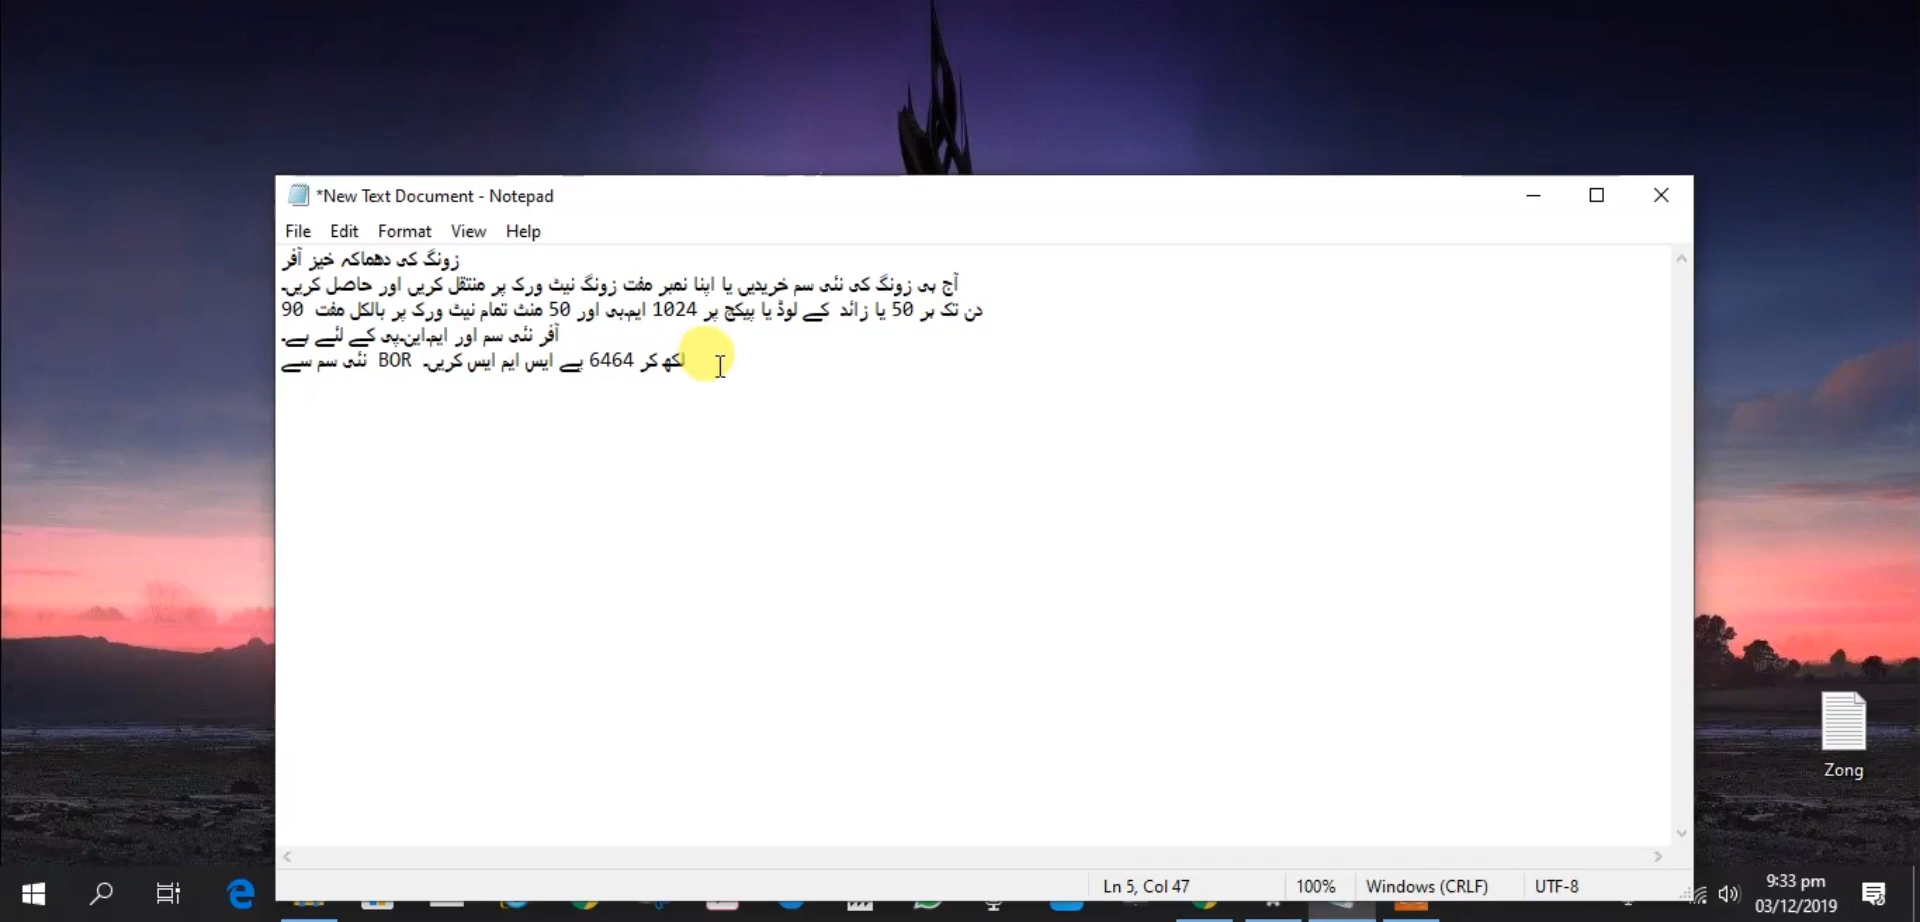 *New Text Document - Notepad
File Edit Format View Help
زونگ کی دھماکہ خیز آفر
آج ہی زونگ کی نئی سم خریدیں یا اپنا نمبر مفت زونگ نیٹ ورک پر منتقل کریں اور حاصل کریں۔
90 دن تک ہر 50 یا زائد کے لوڈ یا پیکج پر 1024 ایم۔بی اور 50 منٹ تمام نیٹ ورک پر بالکل مفت
آفر نئی سم اور ایم۔این۔پی کے لئے ہے۔
نئی سم سے BOR لکھ کر 6464 پے ایس ایم ایس کریں۔
Zong
Ln 5, Col 47 100% Windows (CRLF) UTF-8
9:33 pm
03/12/2019